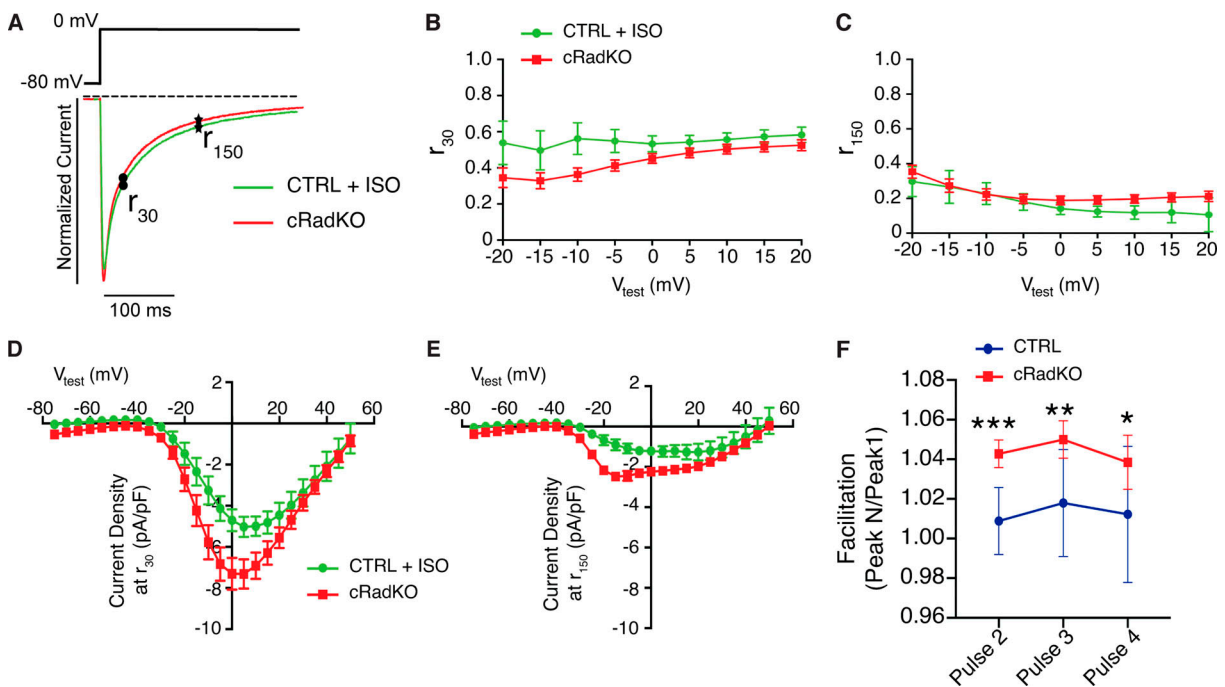 A
0 mV
-80 mV
Normalized Current
r150
r30
CTRL + ISO
cRadKO
100 ms
B
CTRL + ISO
cRadKO
r30
1.0
0.8
0.6
0.4
0.2
0
-20 -15 -10 -5 0 5 10 15 20
Vtest (mV)
C
r150
1.0
0.8
0.6
0.4
0.2
0
-20 -15 -10 -5 0 5 10 15 20
Vtest (mV)
D
Vtest (mV)
2
-80 -60 -40 -20 20 40 60
-2
-4
-6
-8
-10
Current Density
at r30 (pA/pF)
CTRL + ISO
cRadKO
E
Vtest (mV)
2
-80 -60 -40 -20 20 40 60
-2
-4
-6
-8
-10
Current Density
at r150 (pA/pF)
F
CTRL
cRadKO
Facilitation
(Peak N/Peak1)
1.08
1.06
1.04
1.02
1.00
0.98
0.96
*** ** *
Pulse 2
Pulse 3
Pulse 4